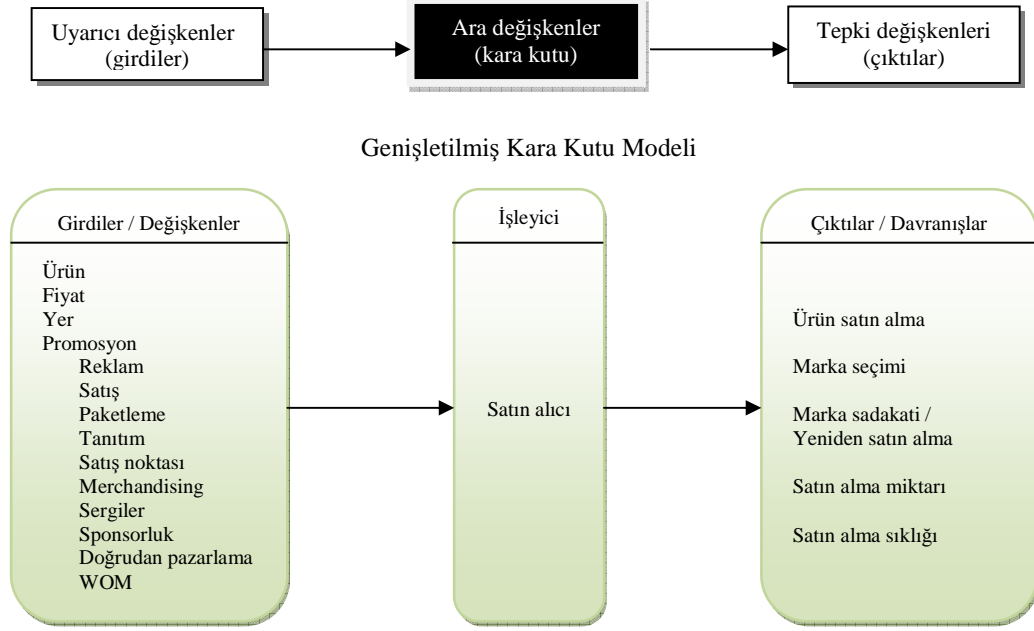 Uyarıcı değişkenler
(girdiler)
Ara değişkenler
(kara kutu)
Tepki değişkenleri
(çıktılar)
Genişletilmiş Kara Kutu Modeli
Girdiler / Değişkenler
Ürün
Fiyat
Yer
Promosyon
Reklam
Satış
Paketleme
Tanıtım
Satış noktası
Merchandising
Sergiler
Sponsorluk
Doğrudan pazarlama
WOM
İşleyici
Satın alıcı
Çıktılar / Davranışlar
Ürün satın alma
Marka seçimi
Marka sadakati /
Yeniden satın alma
Satın alma miktarı
Satın alma sıklığı